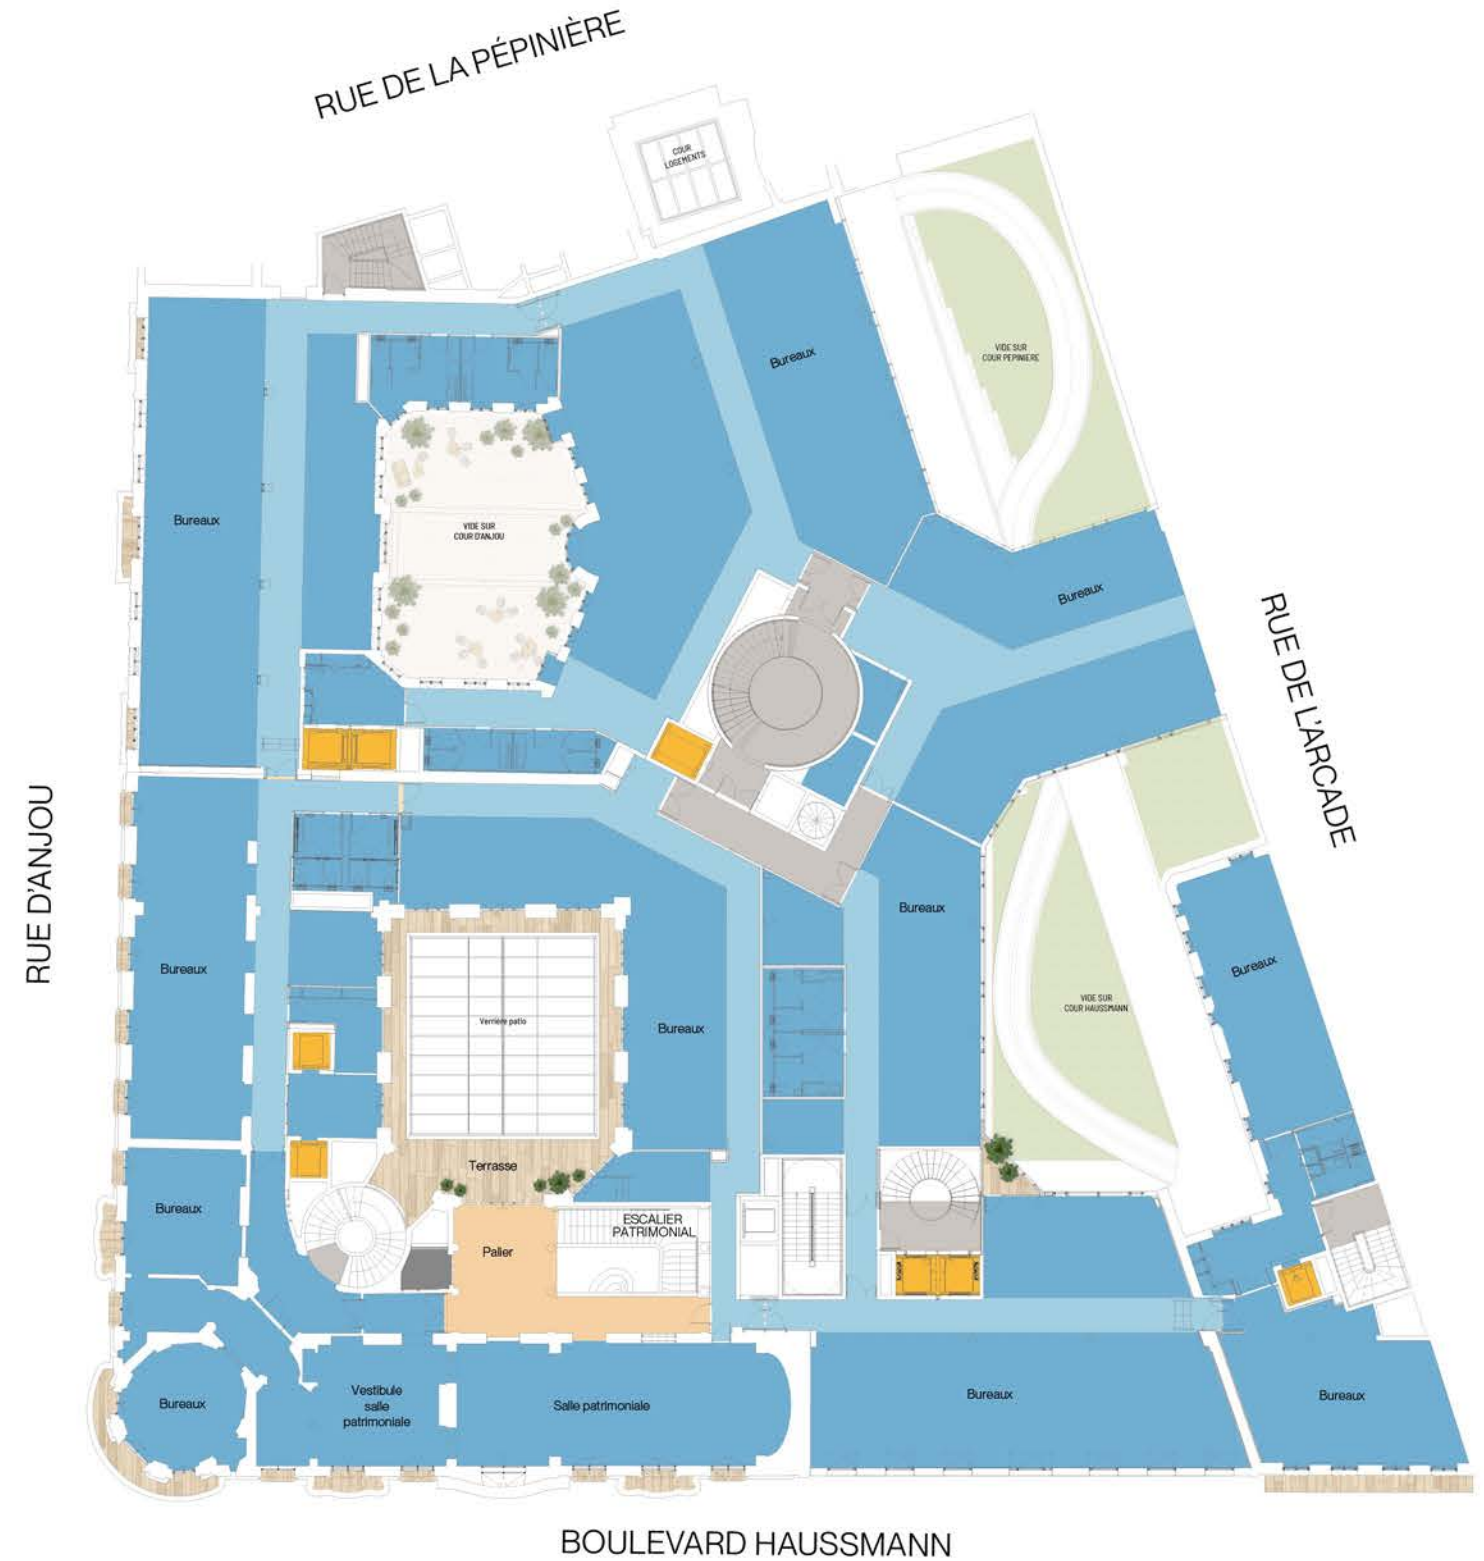 RUE DE LA PÉPINIÈRE
COUR
LOGEMENTS
VIDE SUR
COUR PEPINIERE
Bureaux
Bureaux
VIDE SUR
COUR D'ANJOU
Bureaux
RUE DE L'ARCADE
RUE D'ANJOU
Bureaux
Bureaux
Bureaux
VIDE SUR
COUR HAUSSMANN
Verrière patio
Bureaux
Terrasse
Bureaux
ESCALIER
PATRIMONIAL
Palier
Bureaux
Vestibule
salle
patrimoniale
Salle patrimoniale
Bureaux
Bureaux
BOULEVARD HAUSSMANN